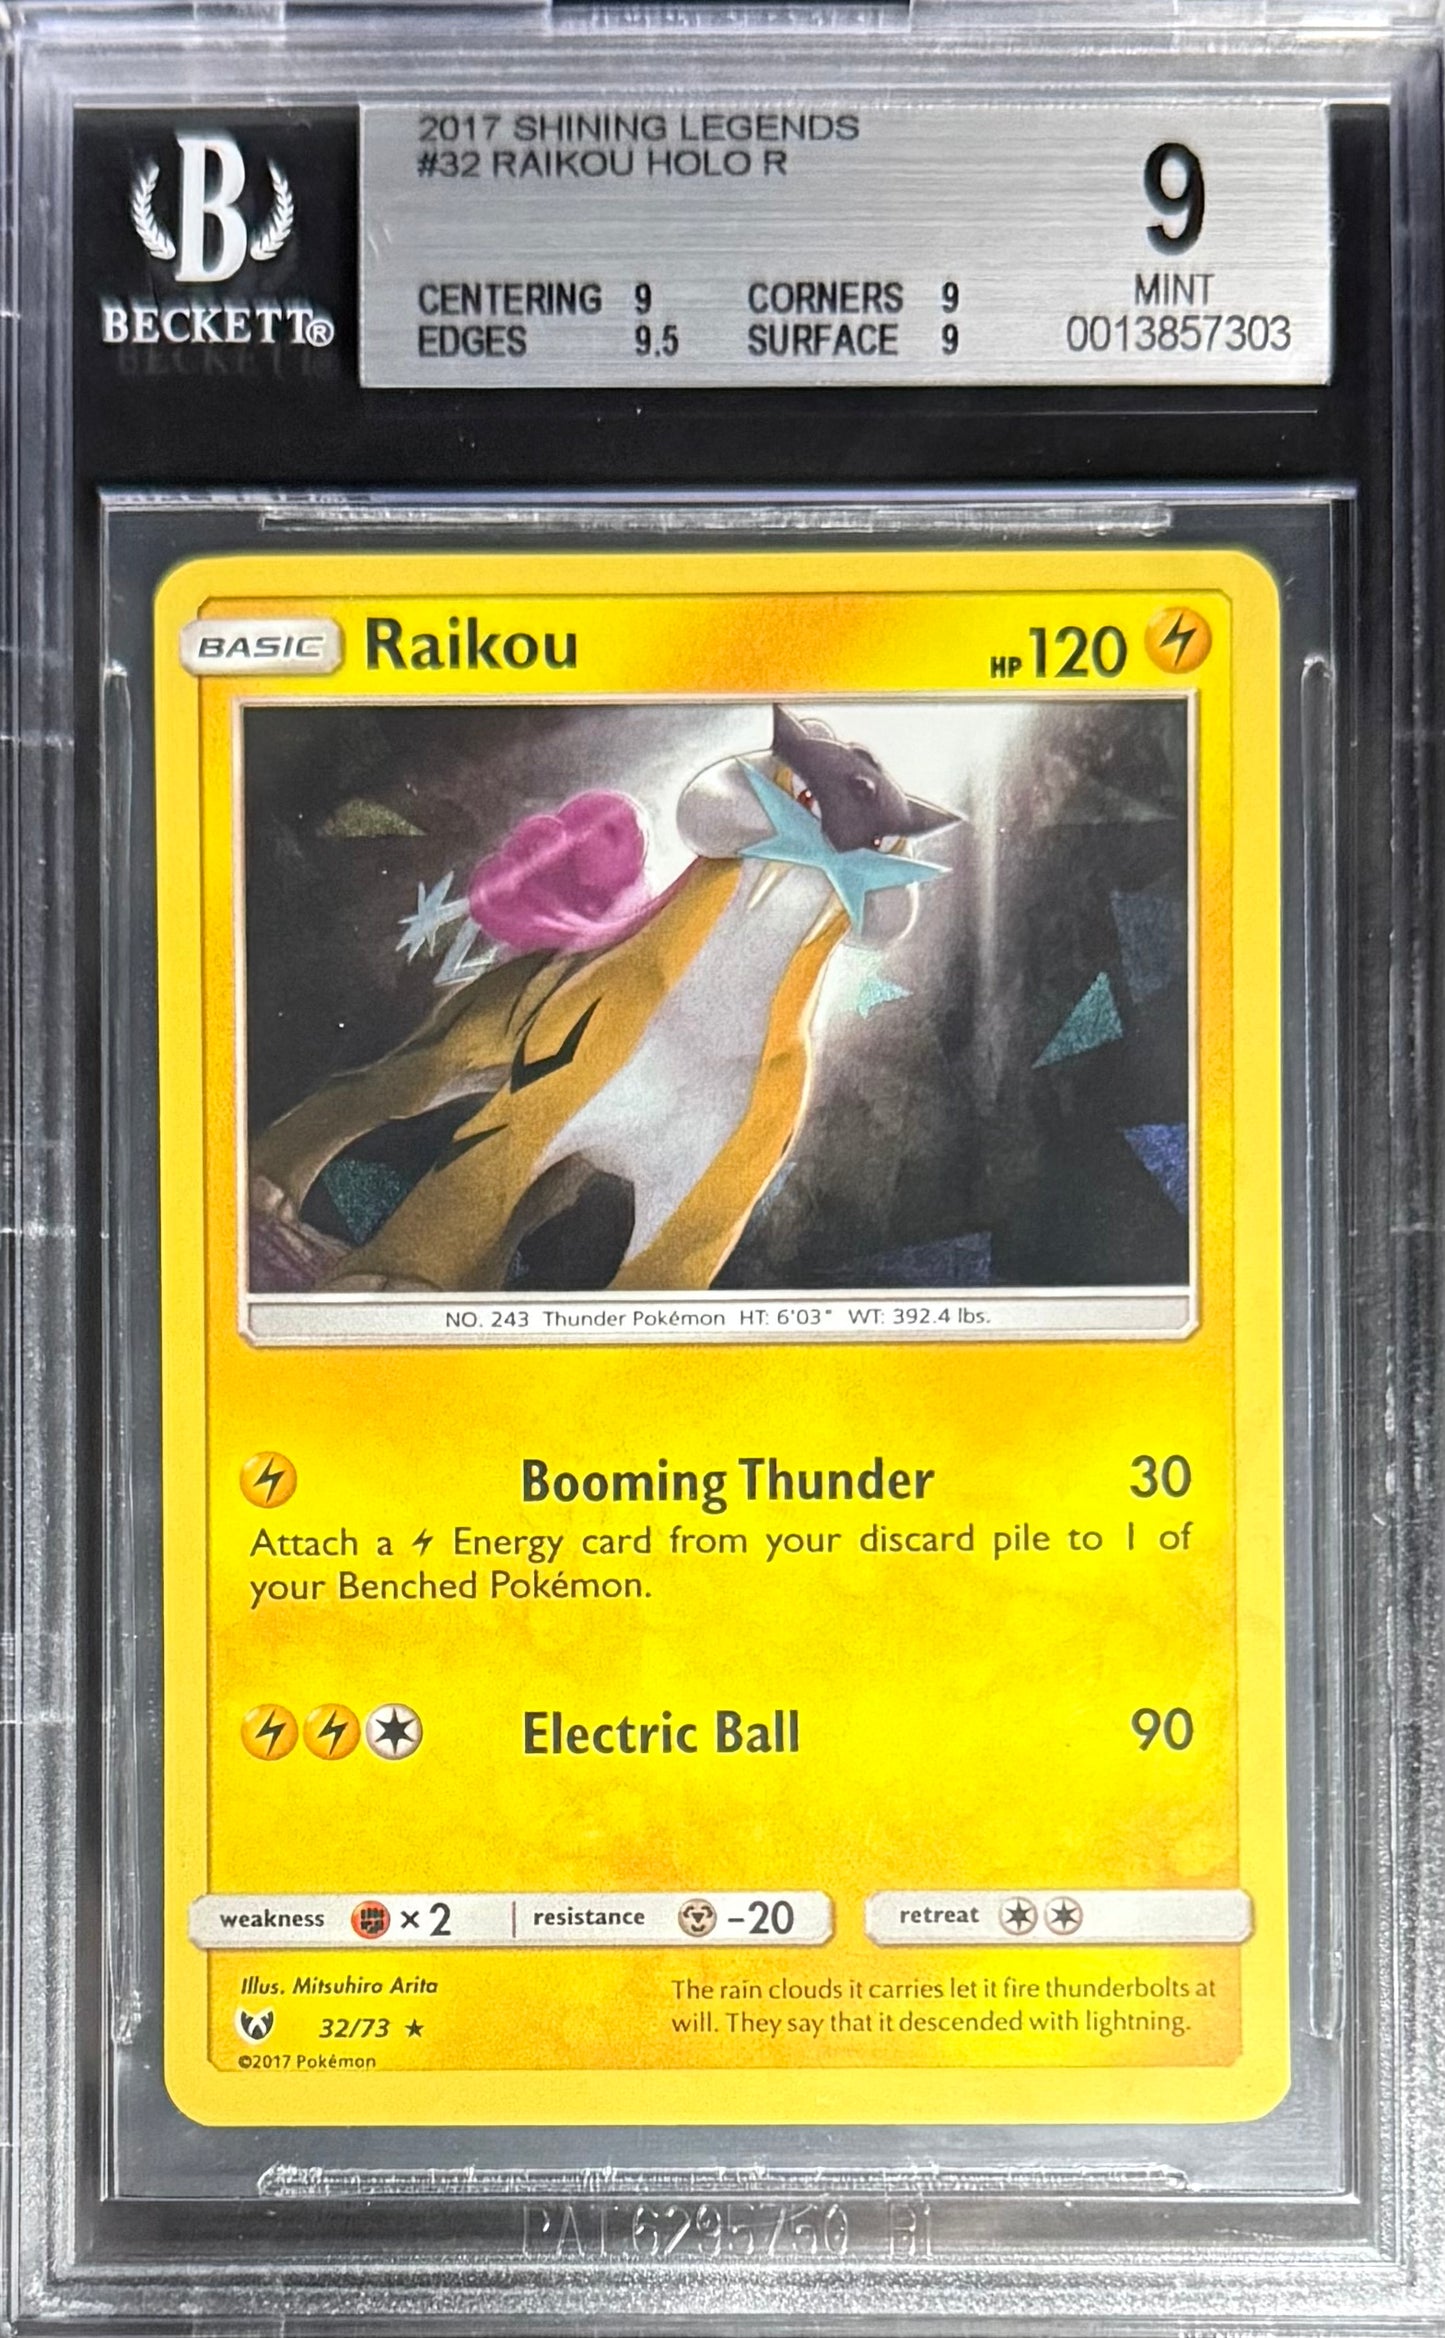 2017 SHINING LEGENDS
#32 RAIKOU HOLO R
9
CENTERING 9 CORNERS 9 MINT
EDGES 9.5 SURFACE 9 0013857303
B
BECKETT®
BASIC Raikou HP 120
NO. 243 Thunder Pokémon HT: 6'03" WT: 392.4 lbs.
Booming Thunder 30
Attach a Energy card from your discard pile to 1 of
your Benched Pokémon.
Electric Ball 90
weakness ×2 resistance -20 retreat
Illus. Mitsuhiro Arita
32/73 ★
©2017 Pokémon
The rain clouds it carries let it fire thunderbolts at
will. They say that it descended with lightning.